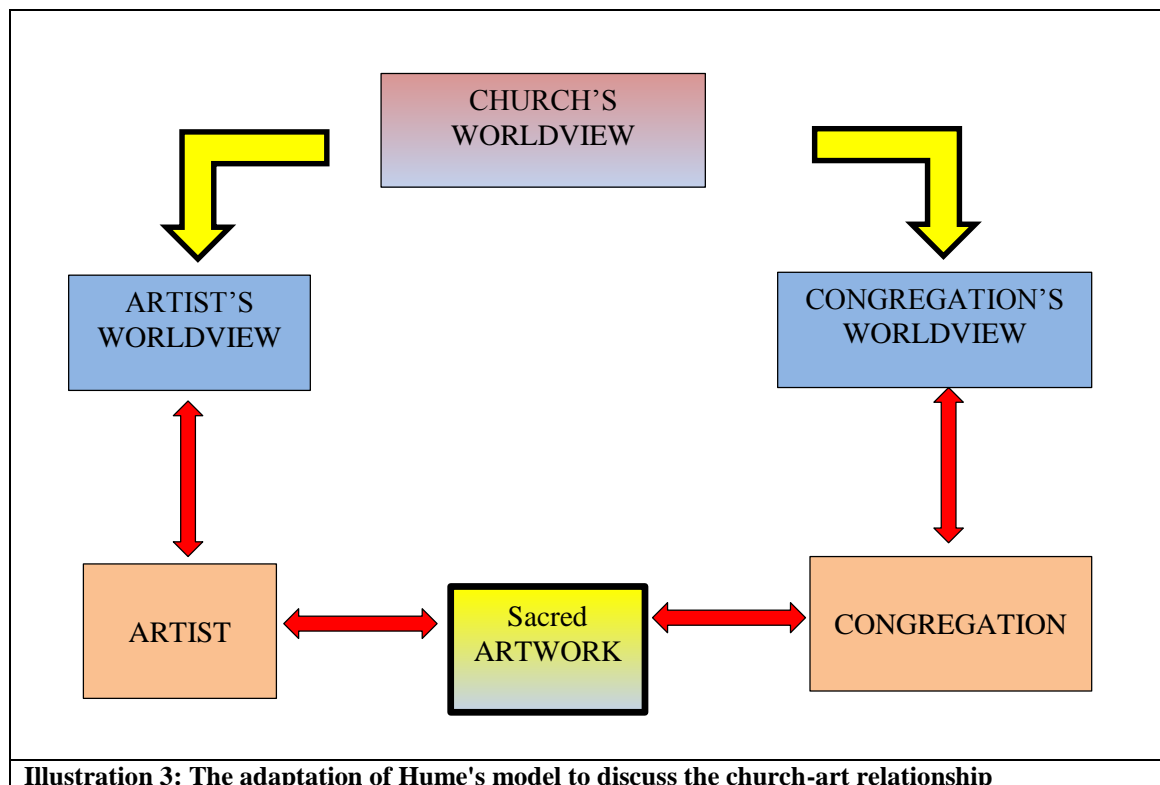 CHURCH'S
WORLDVIEW
ARTIST'S
WORLDVIEW
CONGREGATION'S
WORLDVIEW
ARTIST
Sacred
ARTWORK
CONGREGATION
Illustration 3: The adaptation of Hume's model to discuss the church-art relationship